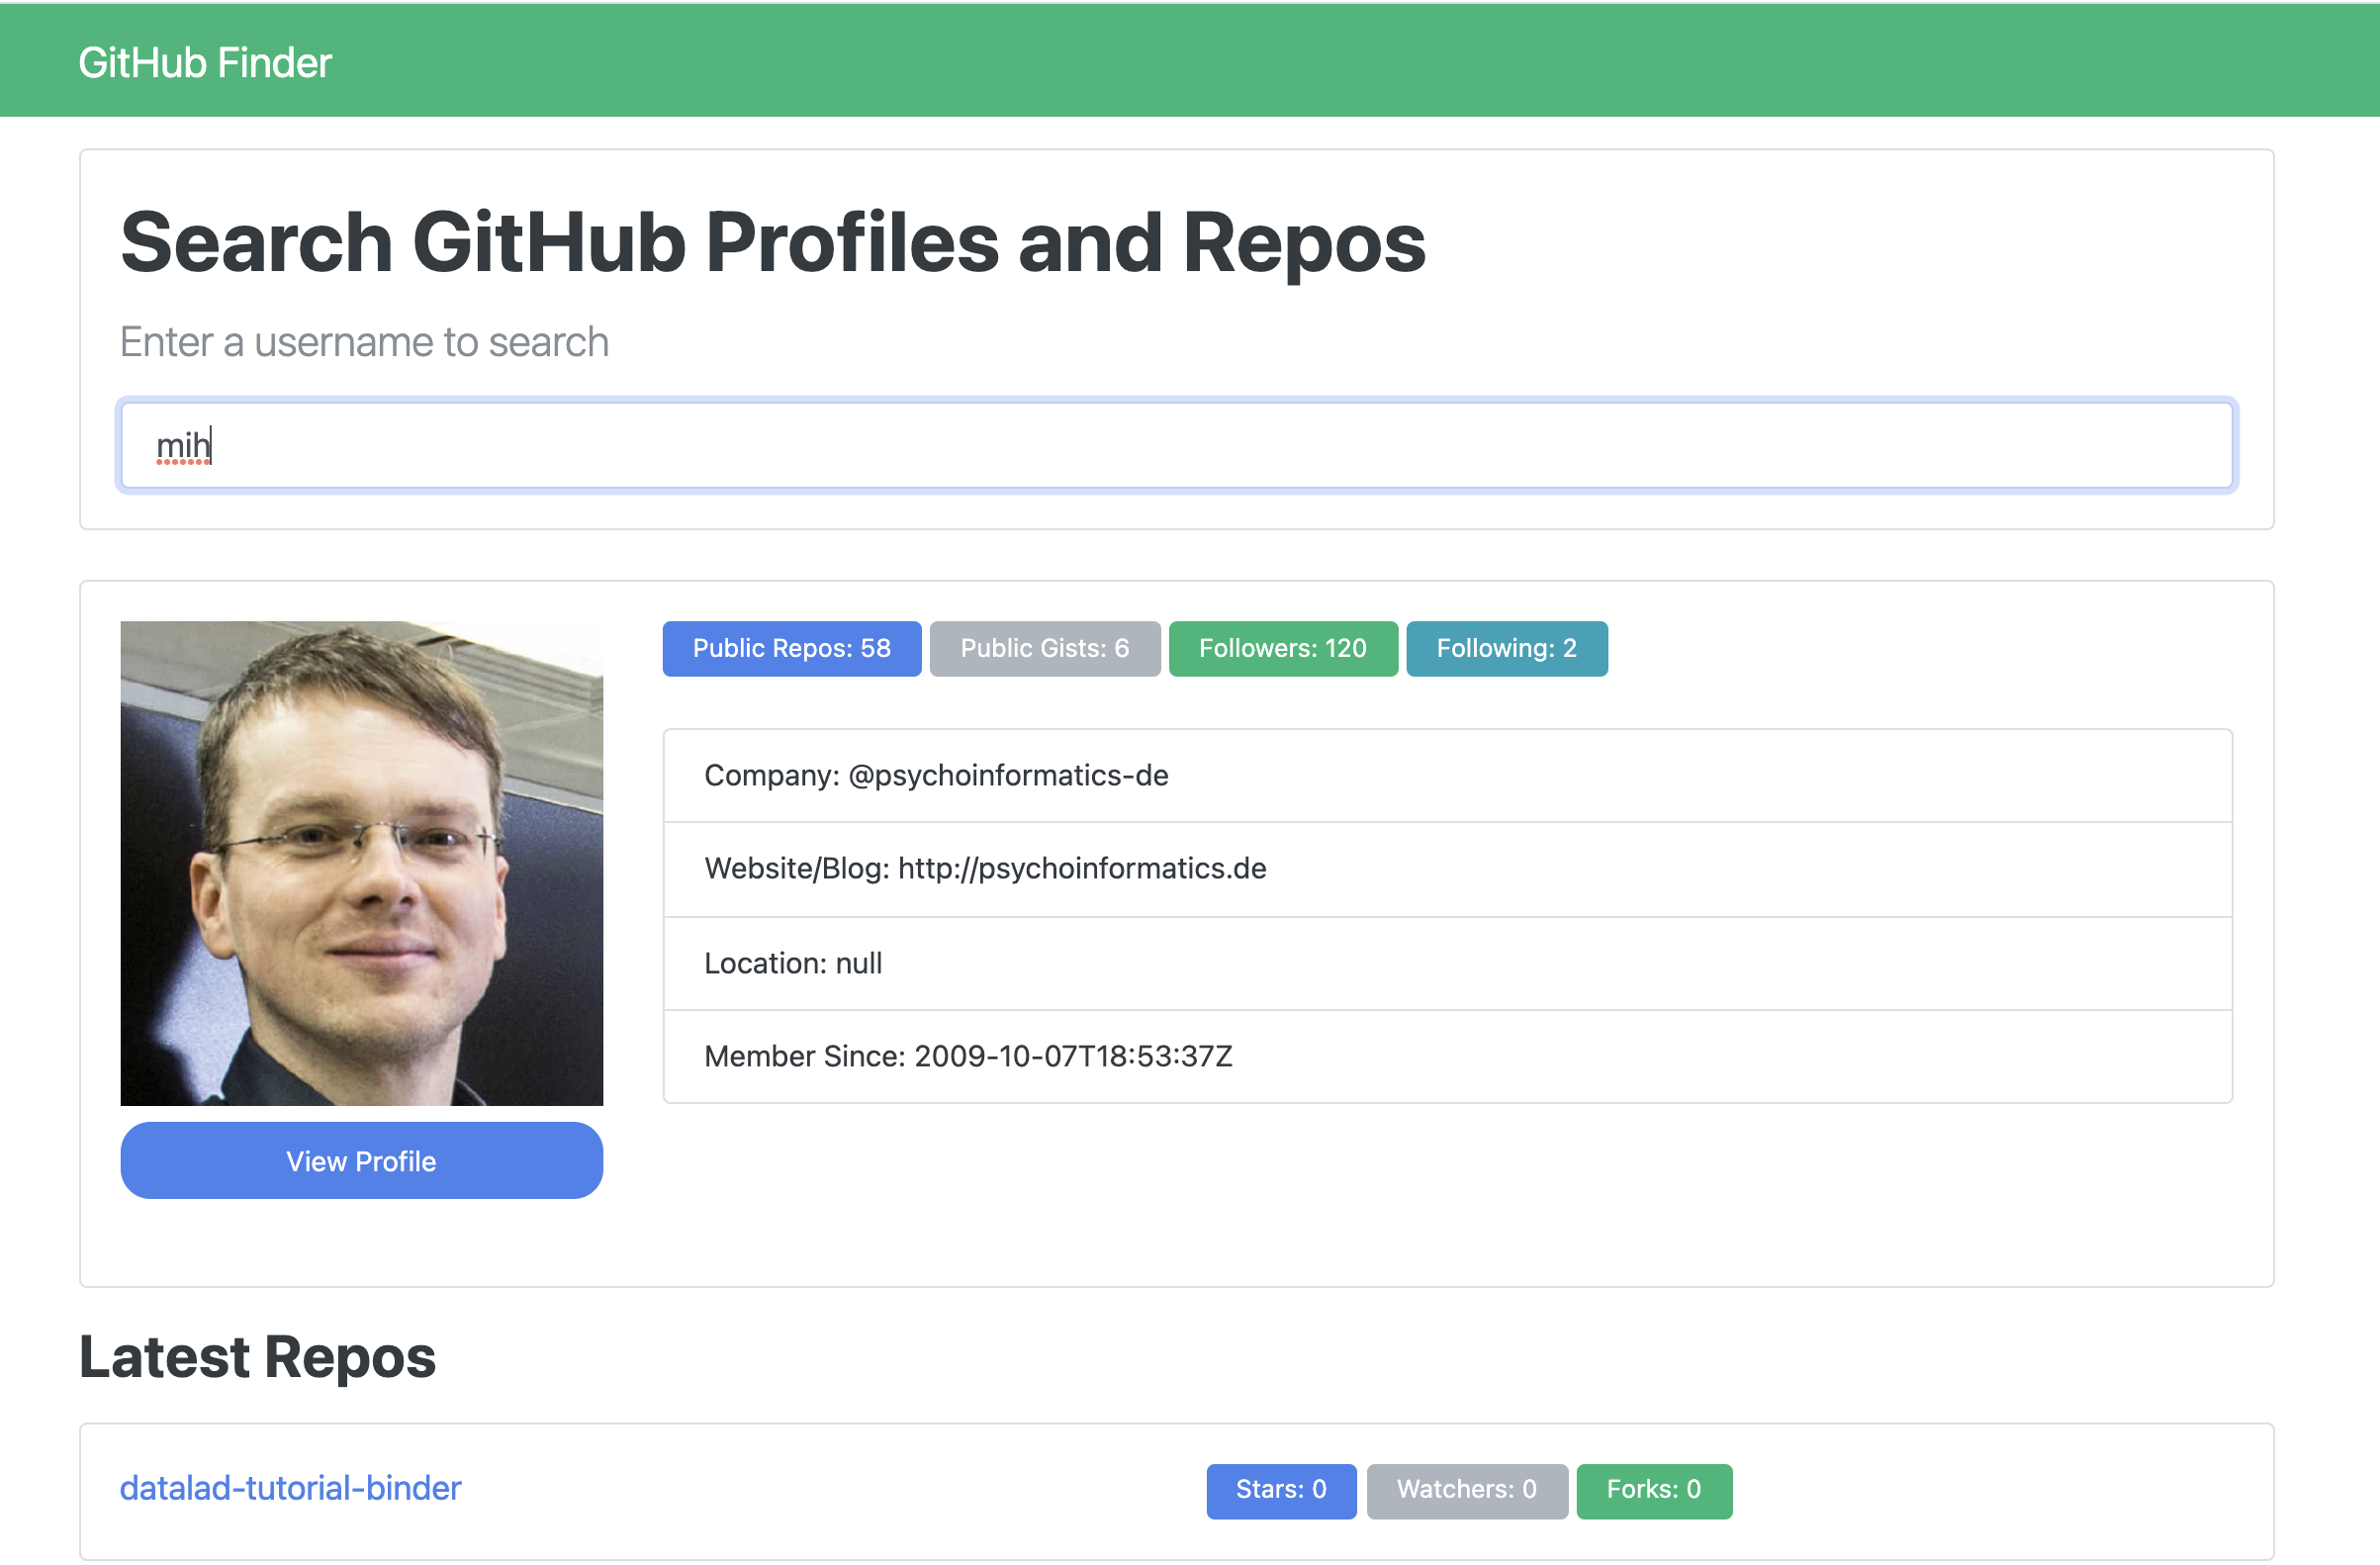 GitHub Finder
Search GitHub Profiles and Repos
Enter a username to search
mih
Public Repos: 58 Public Gists: 6 Followers: 120 Following: 2
Company: @psychoinformatics-de
Website/Blog: http://psychoinformatics.de
Location: null
Member Since: 2009-10-07T18:53:37Z
View Profile
Latest Repos
datalad-tutorial-binder Stars: 0 Watchers: 0 Forks: 0